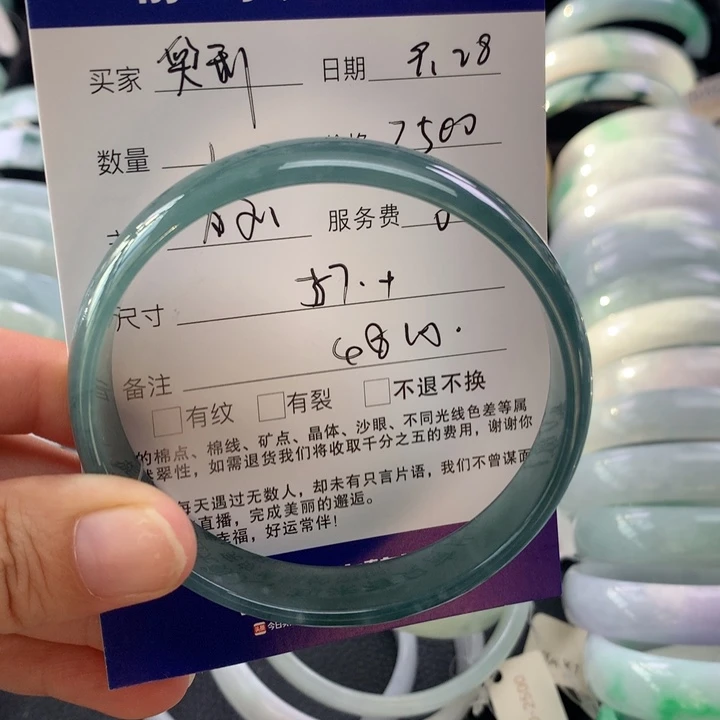 买家 奥利 日期 9.28
数量 1 7500
服务费 0
尺寸 57.+
备注
有纹 有裂 不退不换
的棉点、棉线、矿点、晶体、沙眼、不同光线色差等属
翠性,如需退货我们将收取千分之五的费用,谢谢你
每天遇过无数人,却未有只言片语,我们不曾谋面
直播,完成美丽的邂逅。
幸福,好运常伴!